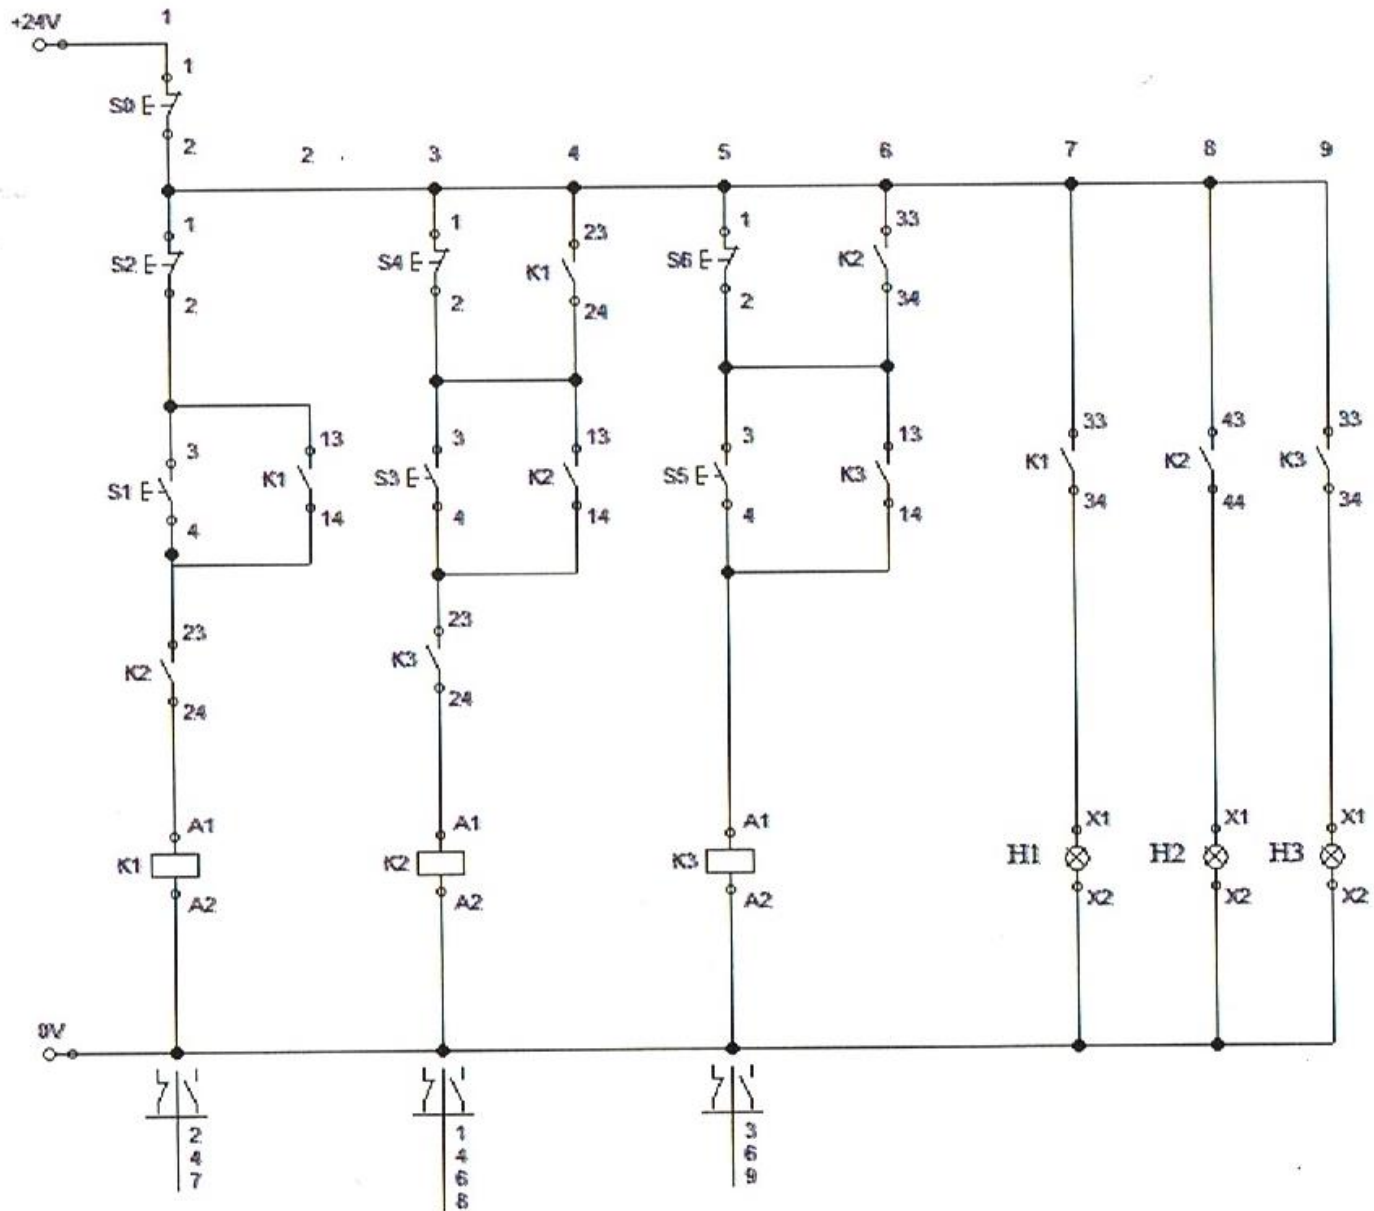 +24V 1
1
S0
2
2 3 4 5 6 7 8 9
1 1 23 1 33
S2 S4 K1 S6 K2
2 2 24 2 34
3 13 3 13 3 13 33 43 33
S1 K1 S3 K2 S5 K3 K1 K2 K3
4 14 4 14 4 14 34 44 34
23 23
K2 K3
24 24
A1 A1 A1 X1 X1 X1
K1 K2 K3 H1 H2 H3
A2 A2 A2 X2 X2 X2
0V
2 1 3
4 4 6
7 6 9
8